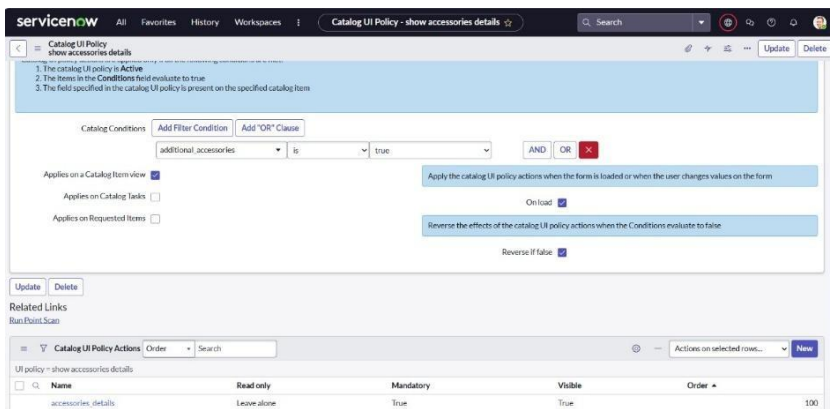 servicenow All Favorites History Workspaces Catalog UI Policy - show accessories details Search
Catalog UI Policy
show accessories details
Update Delete
1. The catalog UI policy is Active
2. The items in the Conditions field evaluate to true
3. The field specified in the catalog UI policy is present on the specified catalog item
Catalog Conditions Add Filter Condition Add "OR" Clause
additional_accessories is true AND OR
Applies on a Catalog Item view
Apply the catalog UI policy actions when the form is loaded or when the user changes values on the form
Applies on Catalog Tasks
On load
Applies on Requested Items
Reverse the effects of the catalog UI policy actions when the Conditions evaluate to false
Reverse if false
Update Delete
Related Links
Run Point Scan
Catalog UI Policy Actions Order Search Actions on selected rows... New
UI policy = show accessories details
Name Read only Mandatory Visible Order
accessories_details Leave alone True True 100